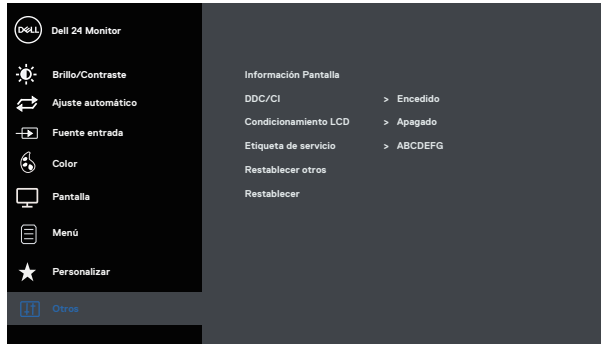 DELL Dell 24 Monitor
Brillo/Contraste
Ajuste automático
Fuente entrada
Color
Pantalla
Menú
Personalizar
Otros
Información Pantalla
DDC/CI > Encedido
Condicionamiento LCD > Apagado
Etiqueta de servicio > ABCDEFG
Restablecer otros
Restablecer